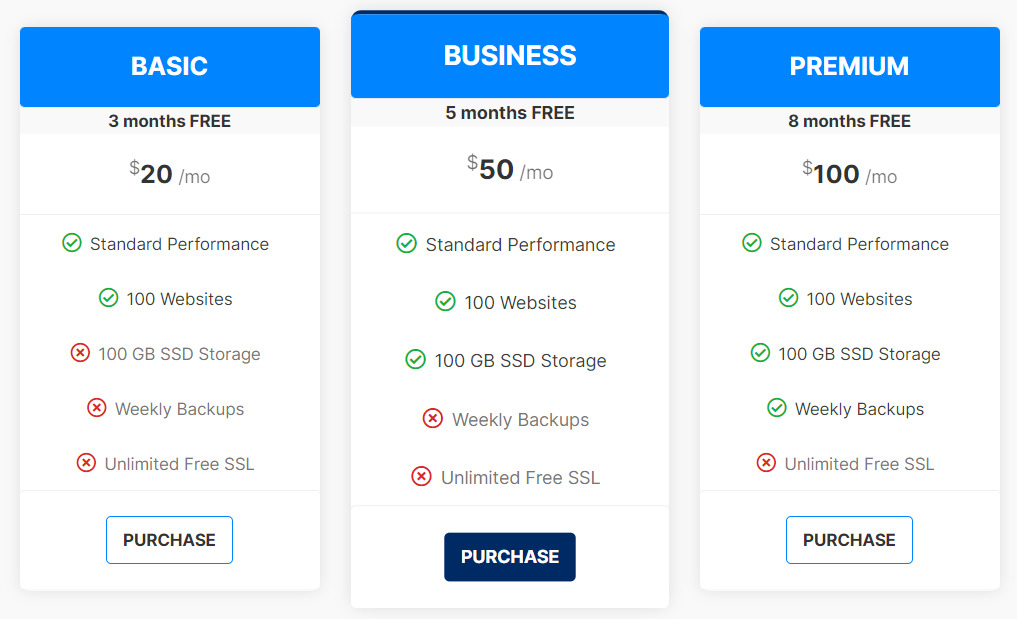 BASIC
3 months FREE
$20 /mo
Standard Performance
100 Websites
100 GB SSD Storage
Weekly Backups
Unlimited Free SSL
PURCHASE
BUSINESS
5 months FREE
$50 /mo
Standard Performance
100 Websites
100 GB SSD Storage
Weekly Backups
Unlimited Free SSL
PURCHASE
PREMIUM
8 months FREE
$100 /mo
Standard Performance
100 Websites
100 GB SSD Storage
Weekly Backups
Unlimited Free SSL
PURCHASE